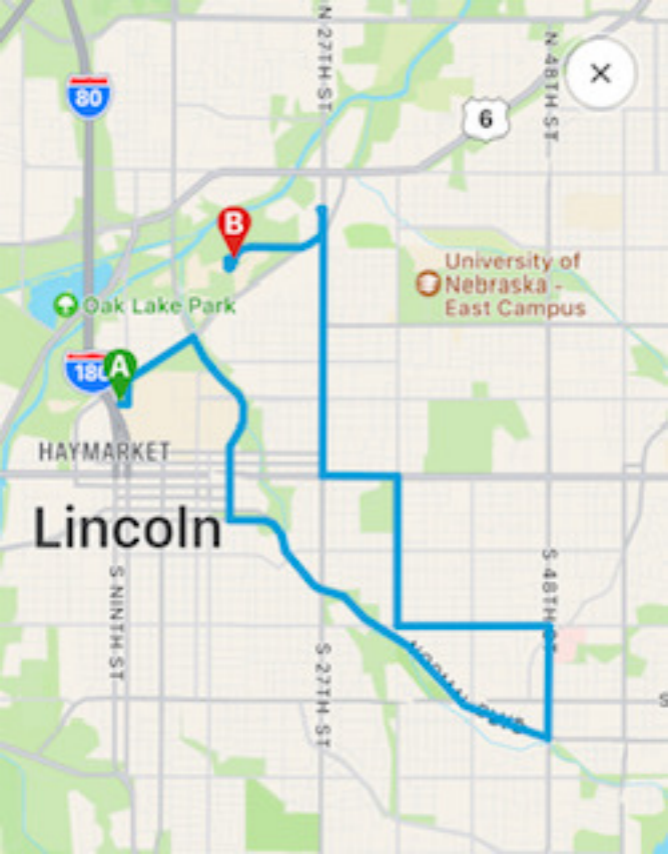 N 27TH ST
N 48TH ST
80
6
B
University of
Nebraska -
East Campus
Oak Lake Park
180
A
HAYMARKET
Lincoln
S NINTH ST
S 27TH ST
S 48TH ST
NORMAL BLVD
S